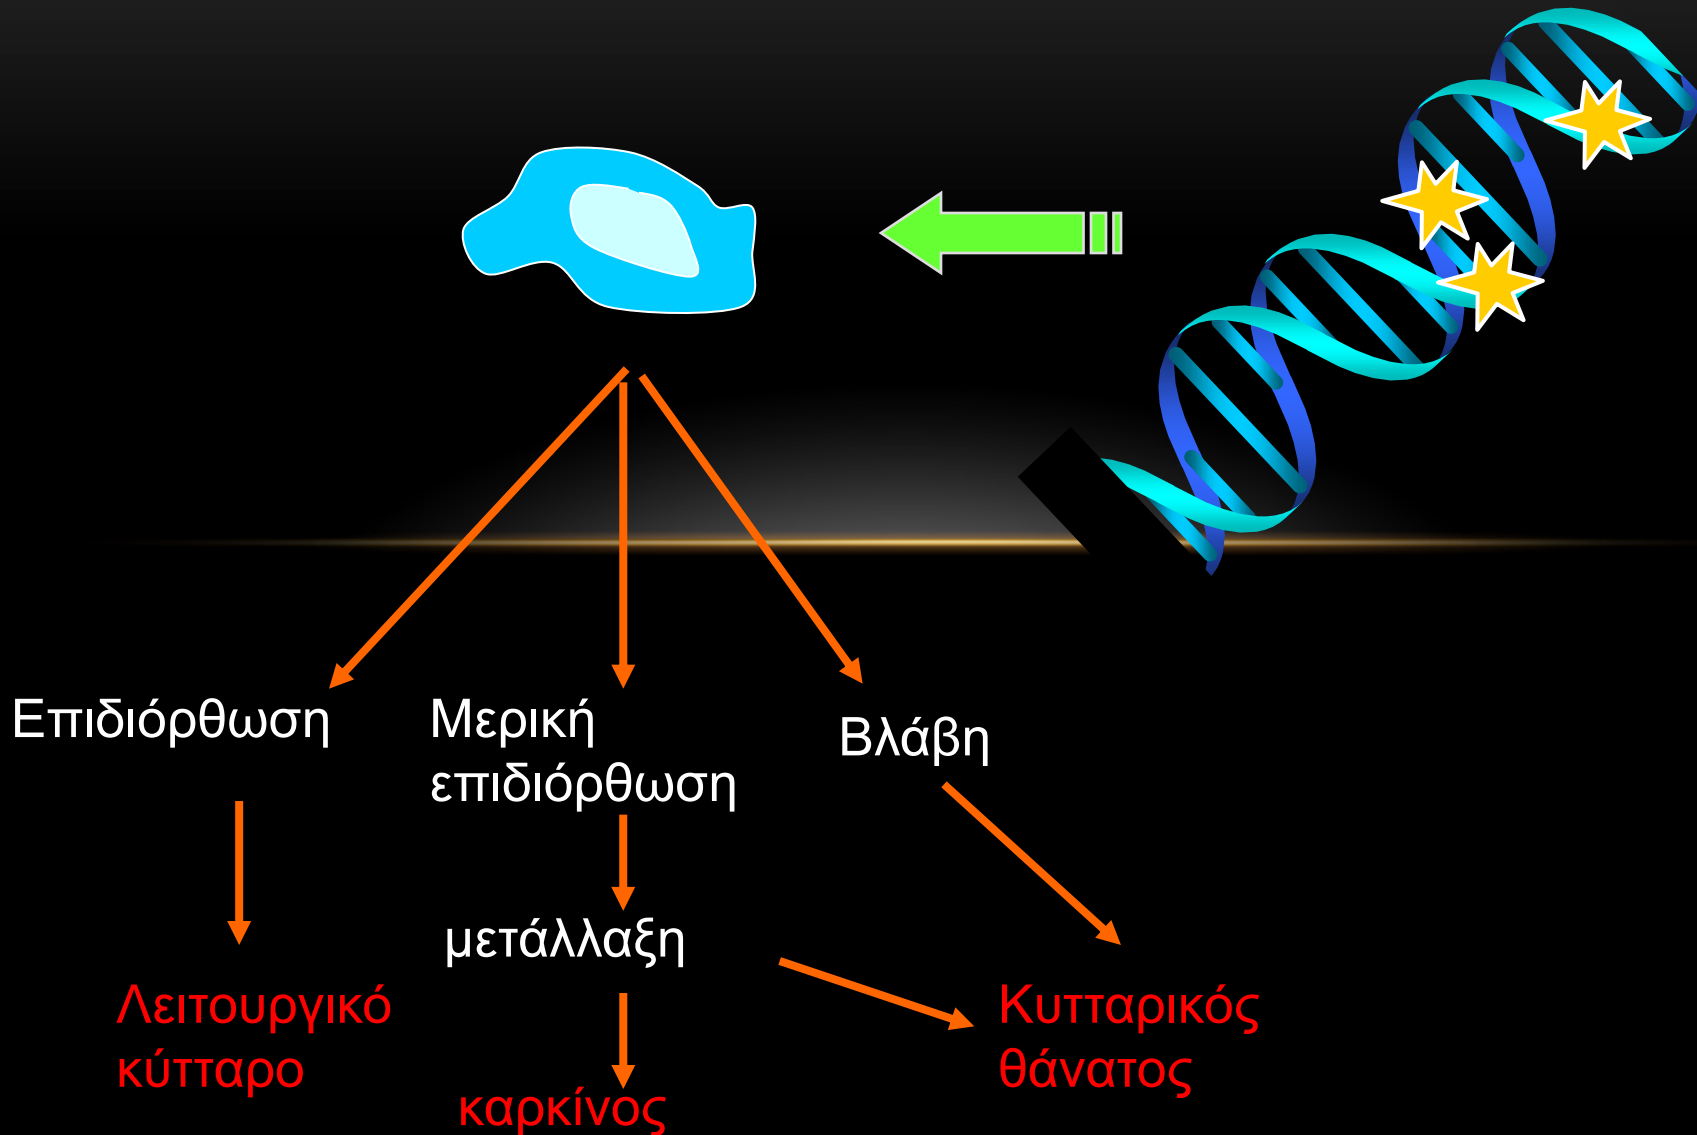 Επιδιόρθωση
Μερική
επιδιόρθωση
Βλάβη
μετάλλαξη
Λειτουργικό
κύτταρο
καρκίνος
Κυτταρικός
θάνατος